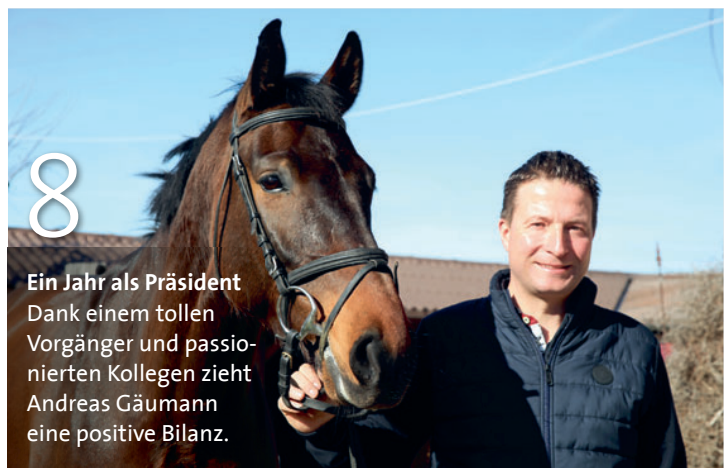 8
Ein Jahr als Präsident
Dank einem tollen
Vorgänger und passio-
nierten Kollegen zieht
Andreas Gäumann
eine positive Bilanz.